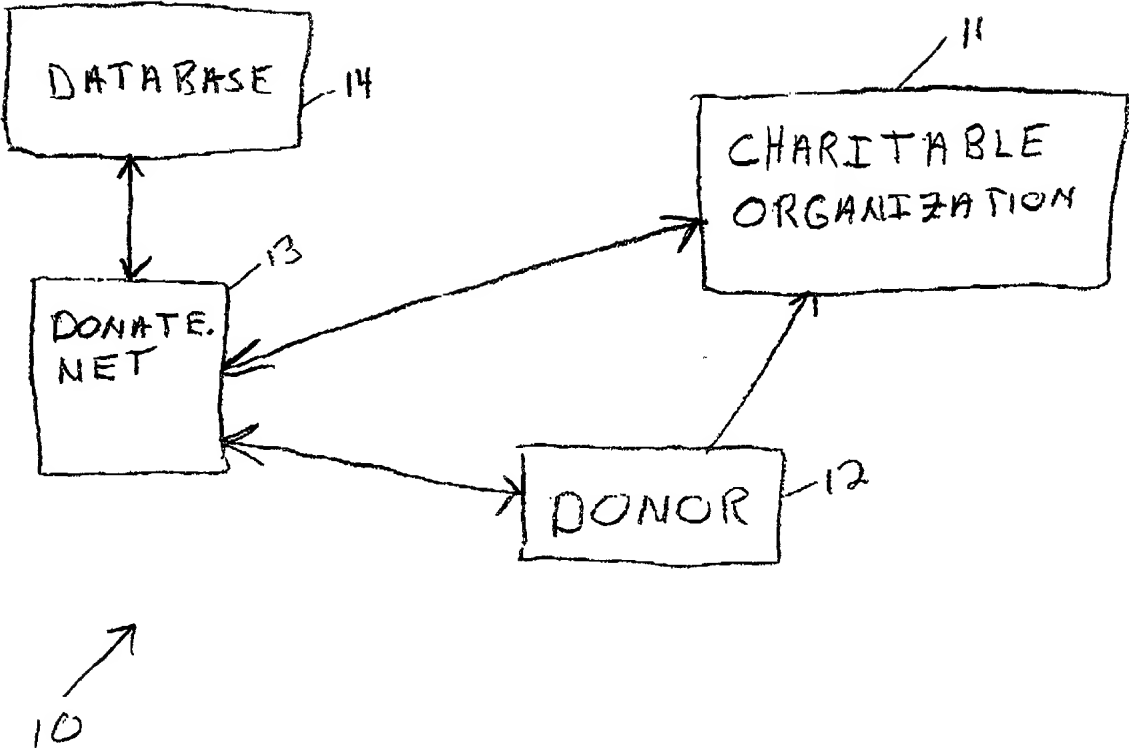 11
DATABASE
14
CHARITABLE
ORGANIZATION
13
DONATE.
NET
12
DONOR
10